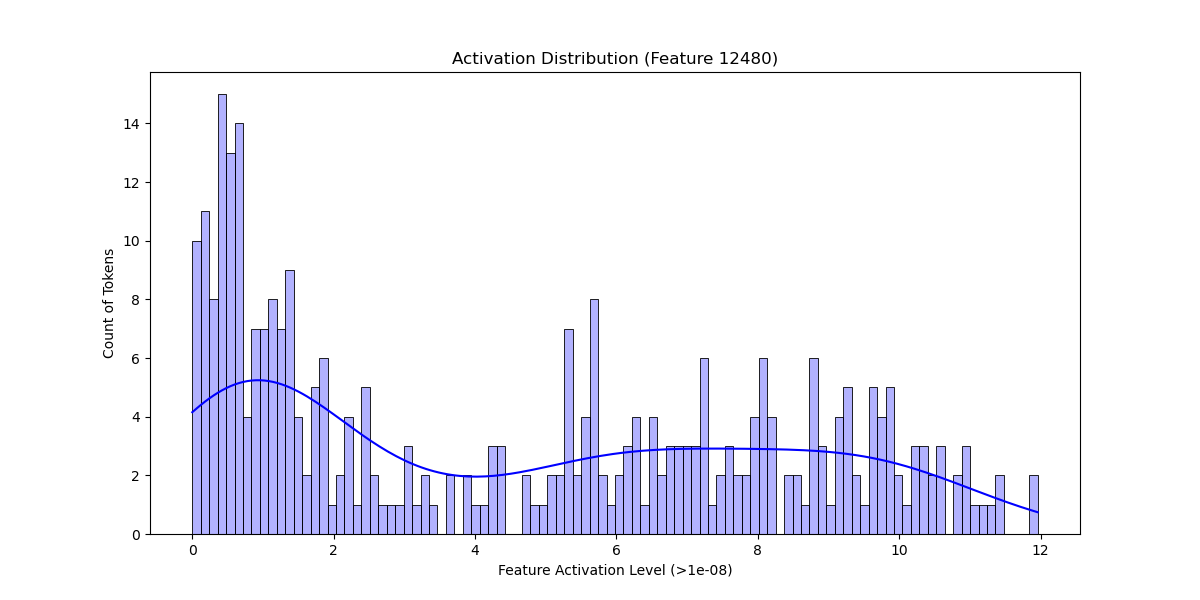 Activation Distribution (Feature 12480)
14
12
10
8
6
4
2
0
Count of Tokens
0 2 4 6 8 10 12
Feature Activation Level (>1e-08)